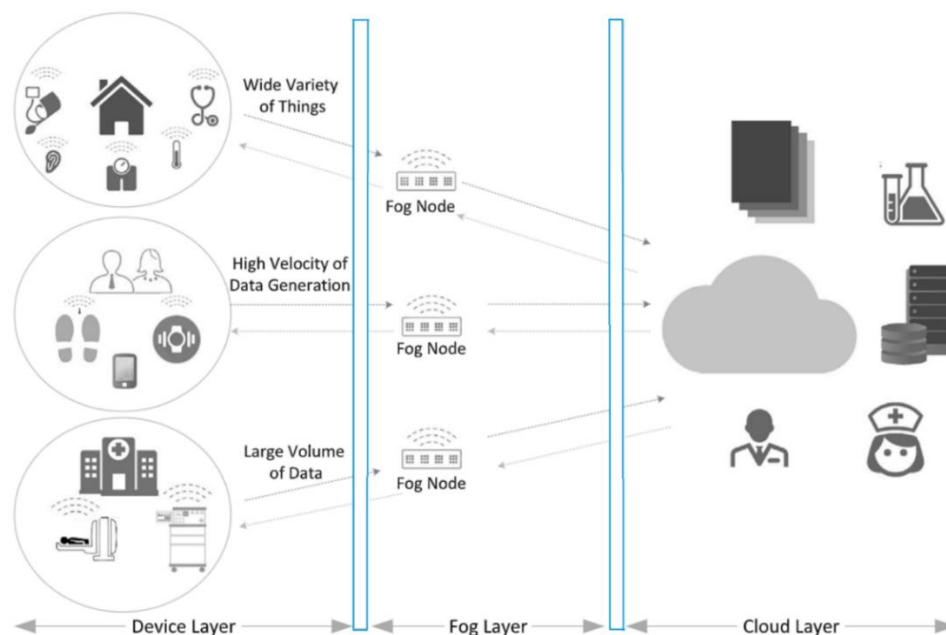 Wide Variety
of Things
Fog Node
High Velocity of
Data Generation
Fog Node
Large Volume
of Data
Fog Node
Device Layer
Fog Layer
Cloud Layer